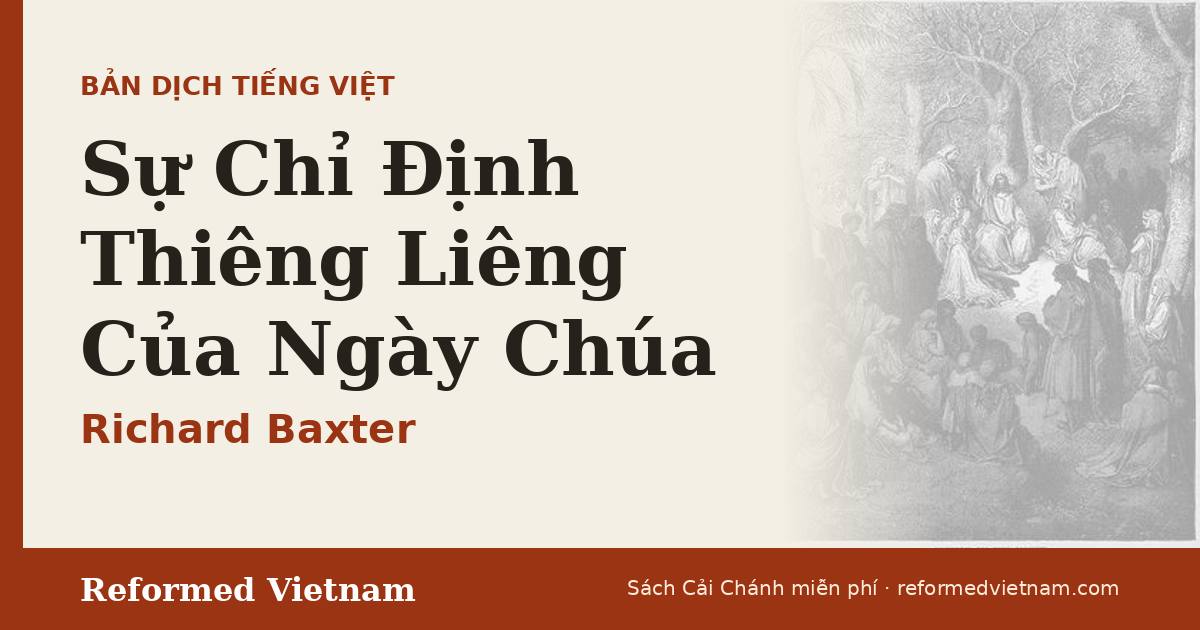 BẢN DỊCH TIẾNG VIỆT
Sự Chỉ Định
Thiêng Liêng
Của Ngày Chúa
Richard Baxter
Reformed Vietnam
Sách Cải Chánh miễn phí · reformedvietnam.com